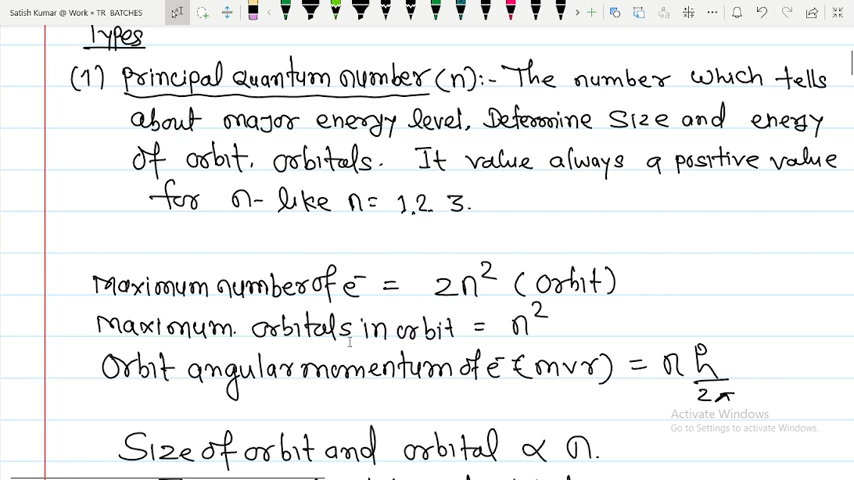 Satish Kumar @ Work » TR BATCHES
Types
(1) Principal Quantum number (n):- The number which tells
about major energy level, Determine Size and energy
of orbit, orbitals. It value always a positive value
for n- like n= 1.2. 3.
Maximum number of e⁻ = 2n² (orbit)
Maximum. orbitals in orbit = n²
Orbit angular momentum of e⁻ (mvr) = n h/2π
Activate Windows
Go to Settings to activate Windows.
Size of orbit and orbital ∝ n.